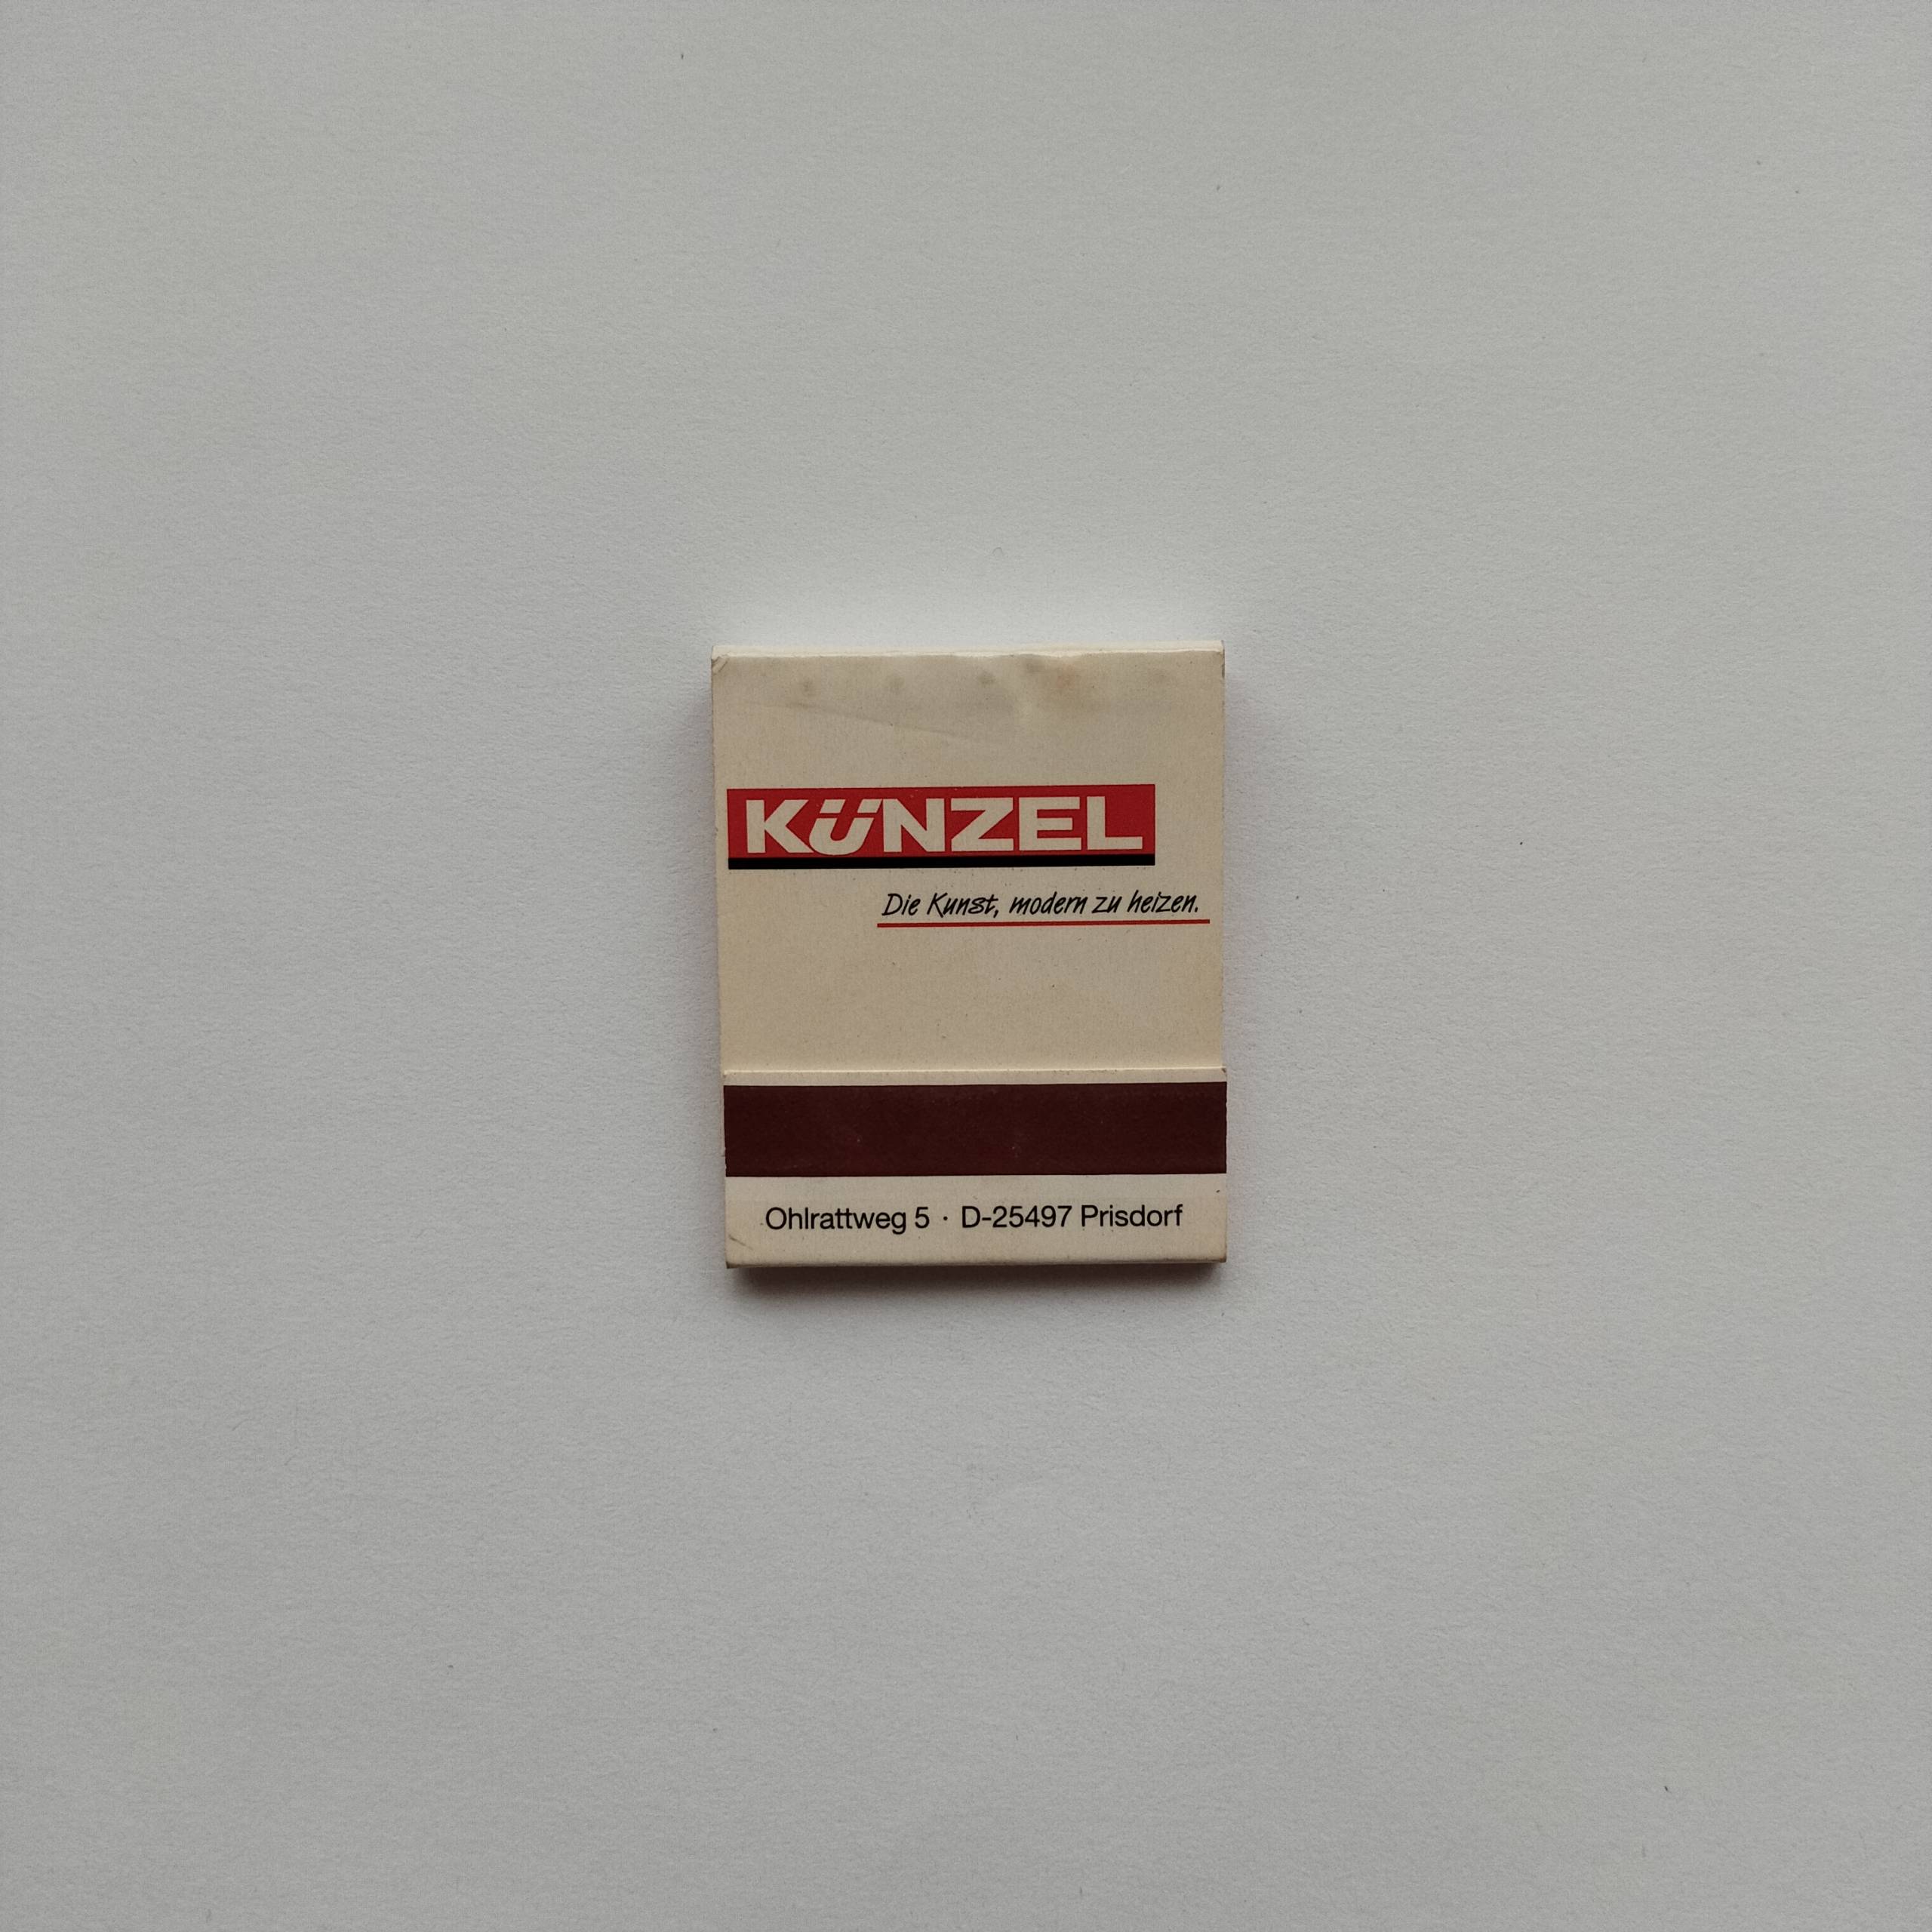 KÜNZEL
Die Kunst, modern zu heizen.
Ohlrattweg 5 · D-25497 Prisdorf